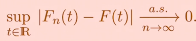 sup_{t∈ℝ} |F_n(t) − F(t)| \xrightarrow[n→∞]{a.s.} 0.